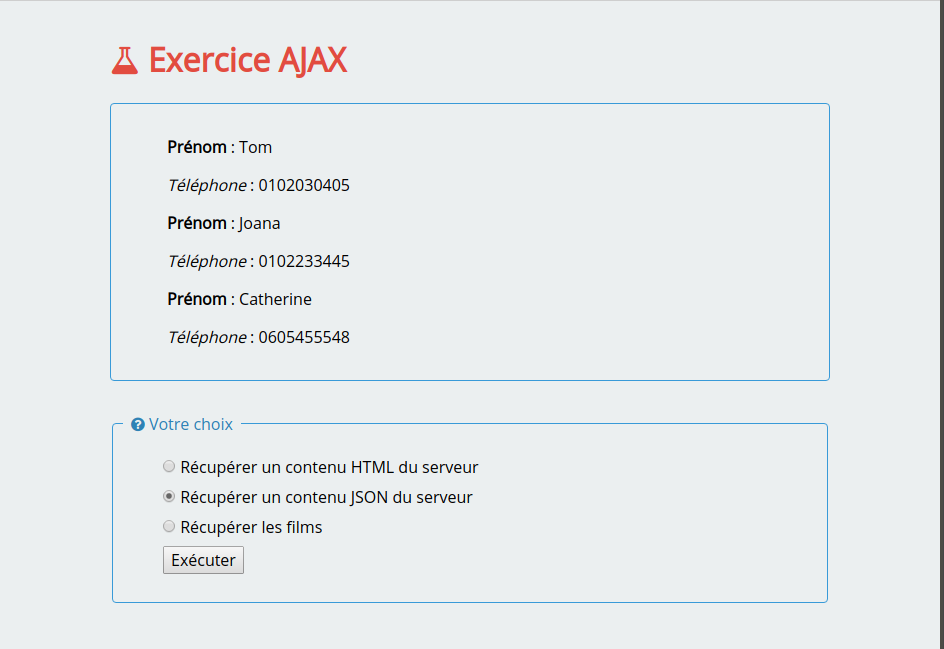 Exercice AJAX
Prénom : Tom
Téléphone : 0102030405
Prénom : Joana
Téléphone : 0102233445
Prénom : Catherine
Téléphone : 0605455548
? Votre choix
Récupérer un contenu HTML du serveur
Récupérer un contenu JSON du serveur
Récupérer les films
Exécuter